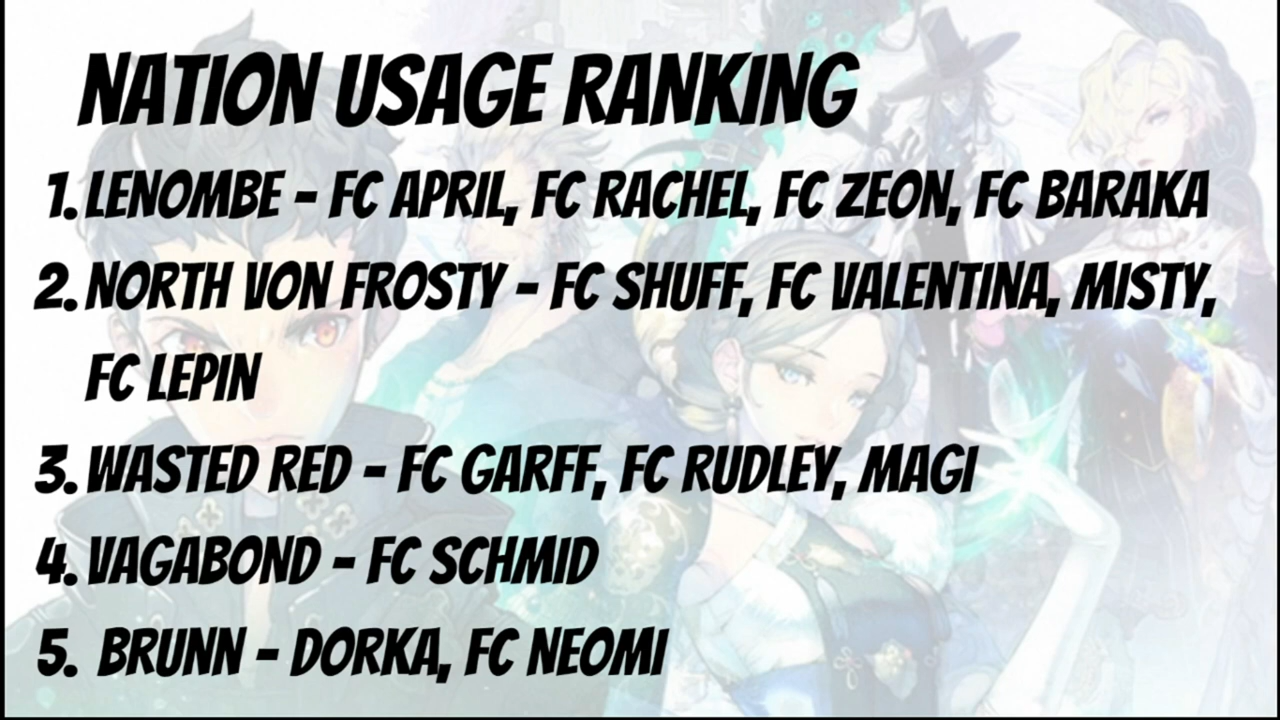 NATION USAGE RANKING
1. LENOMBE - FC APRIL, FC RACHEL, FC ZEON, FC BARAKA
2. NORTH VON FROSTY - FC SHUFF, FC VALENTINA, MISTY,
FC LEPIN
3. WASTED RED - FC GARFF, FC RUDLEY, MAGI
4. VAGABOND - FC SCHMID
5. BRUNN - DORKA, FC NEOMI